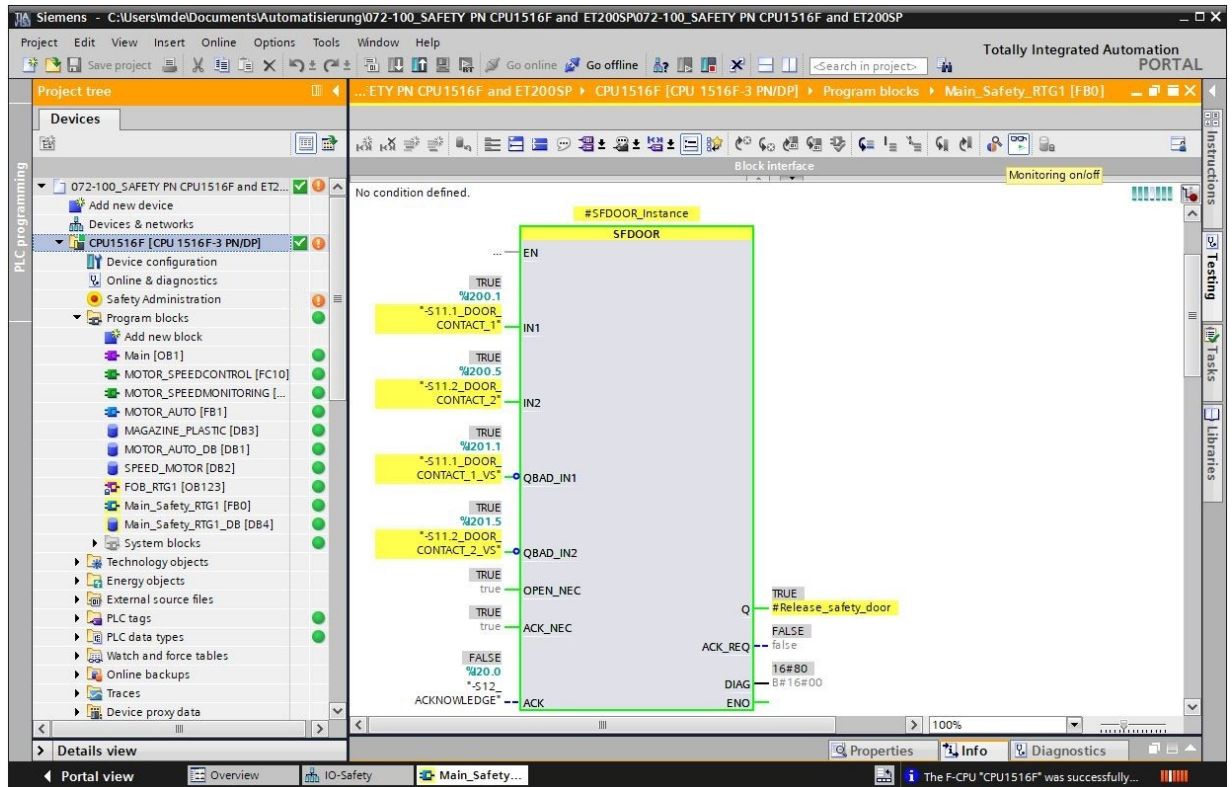 Siemens - C:\Users\mde\Documents\Automatisierung\072-100_SAFETY PN CPU1516F and ET200SP\072-100_SAFETY PN CPU1516F and ET200SP
Project Edit View Insert Online Options Tools Window Help
Totally Integrated Automation
PORTAL
Save project Go online Go offline <Search in project>
Project tree
...ETY PN CPU1516F and ET200SP CPU1516F [CPU 1516F-3 PN/DP] Program blocks Main_Safety_RTG1 [FB0]
Devices
Block interface
Monitoring on/off
PLC programming
072-100_SAFETY PN CPU1516F and ET2...
Add new device
Devices & networks
CPU1516F [CPU 1516F-3 PN/DP]
Device configuration
Online & diagnostics
Safety Administration
Program blocks
Add new block
Main [OB1]
MOTOR_SPEEDCONTROL [FC10]
MOTOR_SPEEDMONITORING [...
MOTOR_AUTO [FB1]
MAGAZINE_PLASTIC [DB3]
MOTOR_AUTO_DB [DB1]
SPEED_MOTOR [DB2]
FOB_RTG1 [OB123]
Main_Safety_RTG1 [FB0]
Main_Safety_RTG1_DB [DB4]
System blocks
Technology objects
Energy objects
External source files
PLC tags
PLC data types
Watch and force tables
Online backups
Traces
Device proxy data
Details view
No condition defined.
#SFDOOR_Instance
SFDOOR
... EN
TRUE
%I200.1
"-S11.1_DOOR_
CONTACT_1" IN1
TRUE
%I200.5
"-S11.2_DOOR_
CONTACT_2" IN2
TRUE
%I201.1
"-S11.1_DOOR_
CONTACT_1_VS" QBAD_IN1
TRUE
%I201.5
"-S11.2_DOOR_
CONTACT_2_VS" QBAD_IN2
TRUE
true OPEN_NEC
TRUE
true ACK_NEC
FALSE
%I20.0
"-S12_
ACKNOWLEDGE" ACK
TRUE
Q #Release_safety_door
FALSE
ACK_REQ false
16#80
DIAG B#16#00
ENO
100%
Instructions
Testing
Tasks
Libraries
Properties Info Diagnostics
Portal view Overview IO-Safety Main_Safety... The F-CPU "CPU1516F" was successfully...